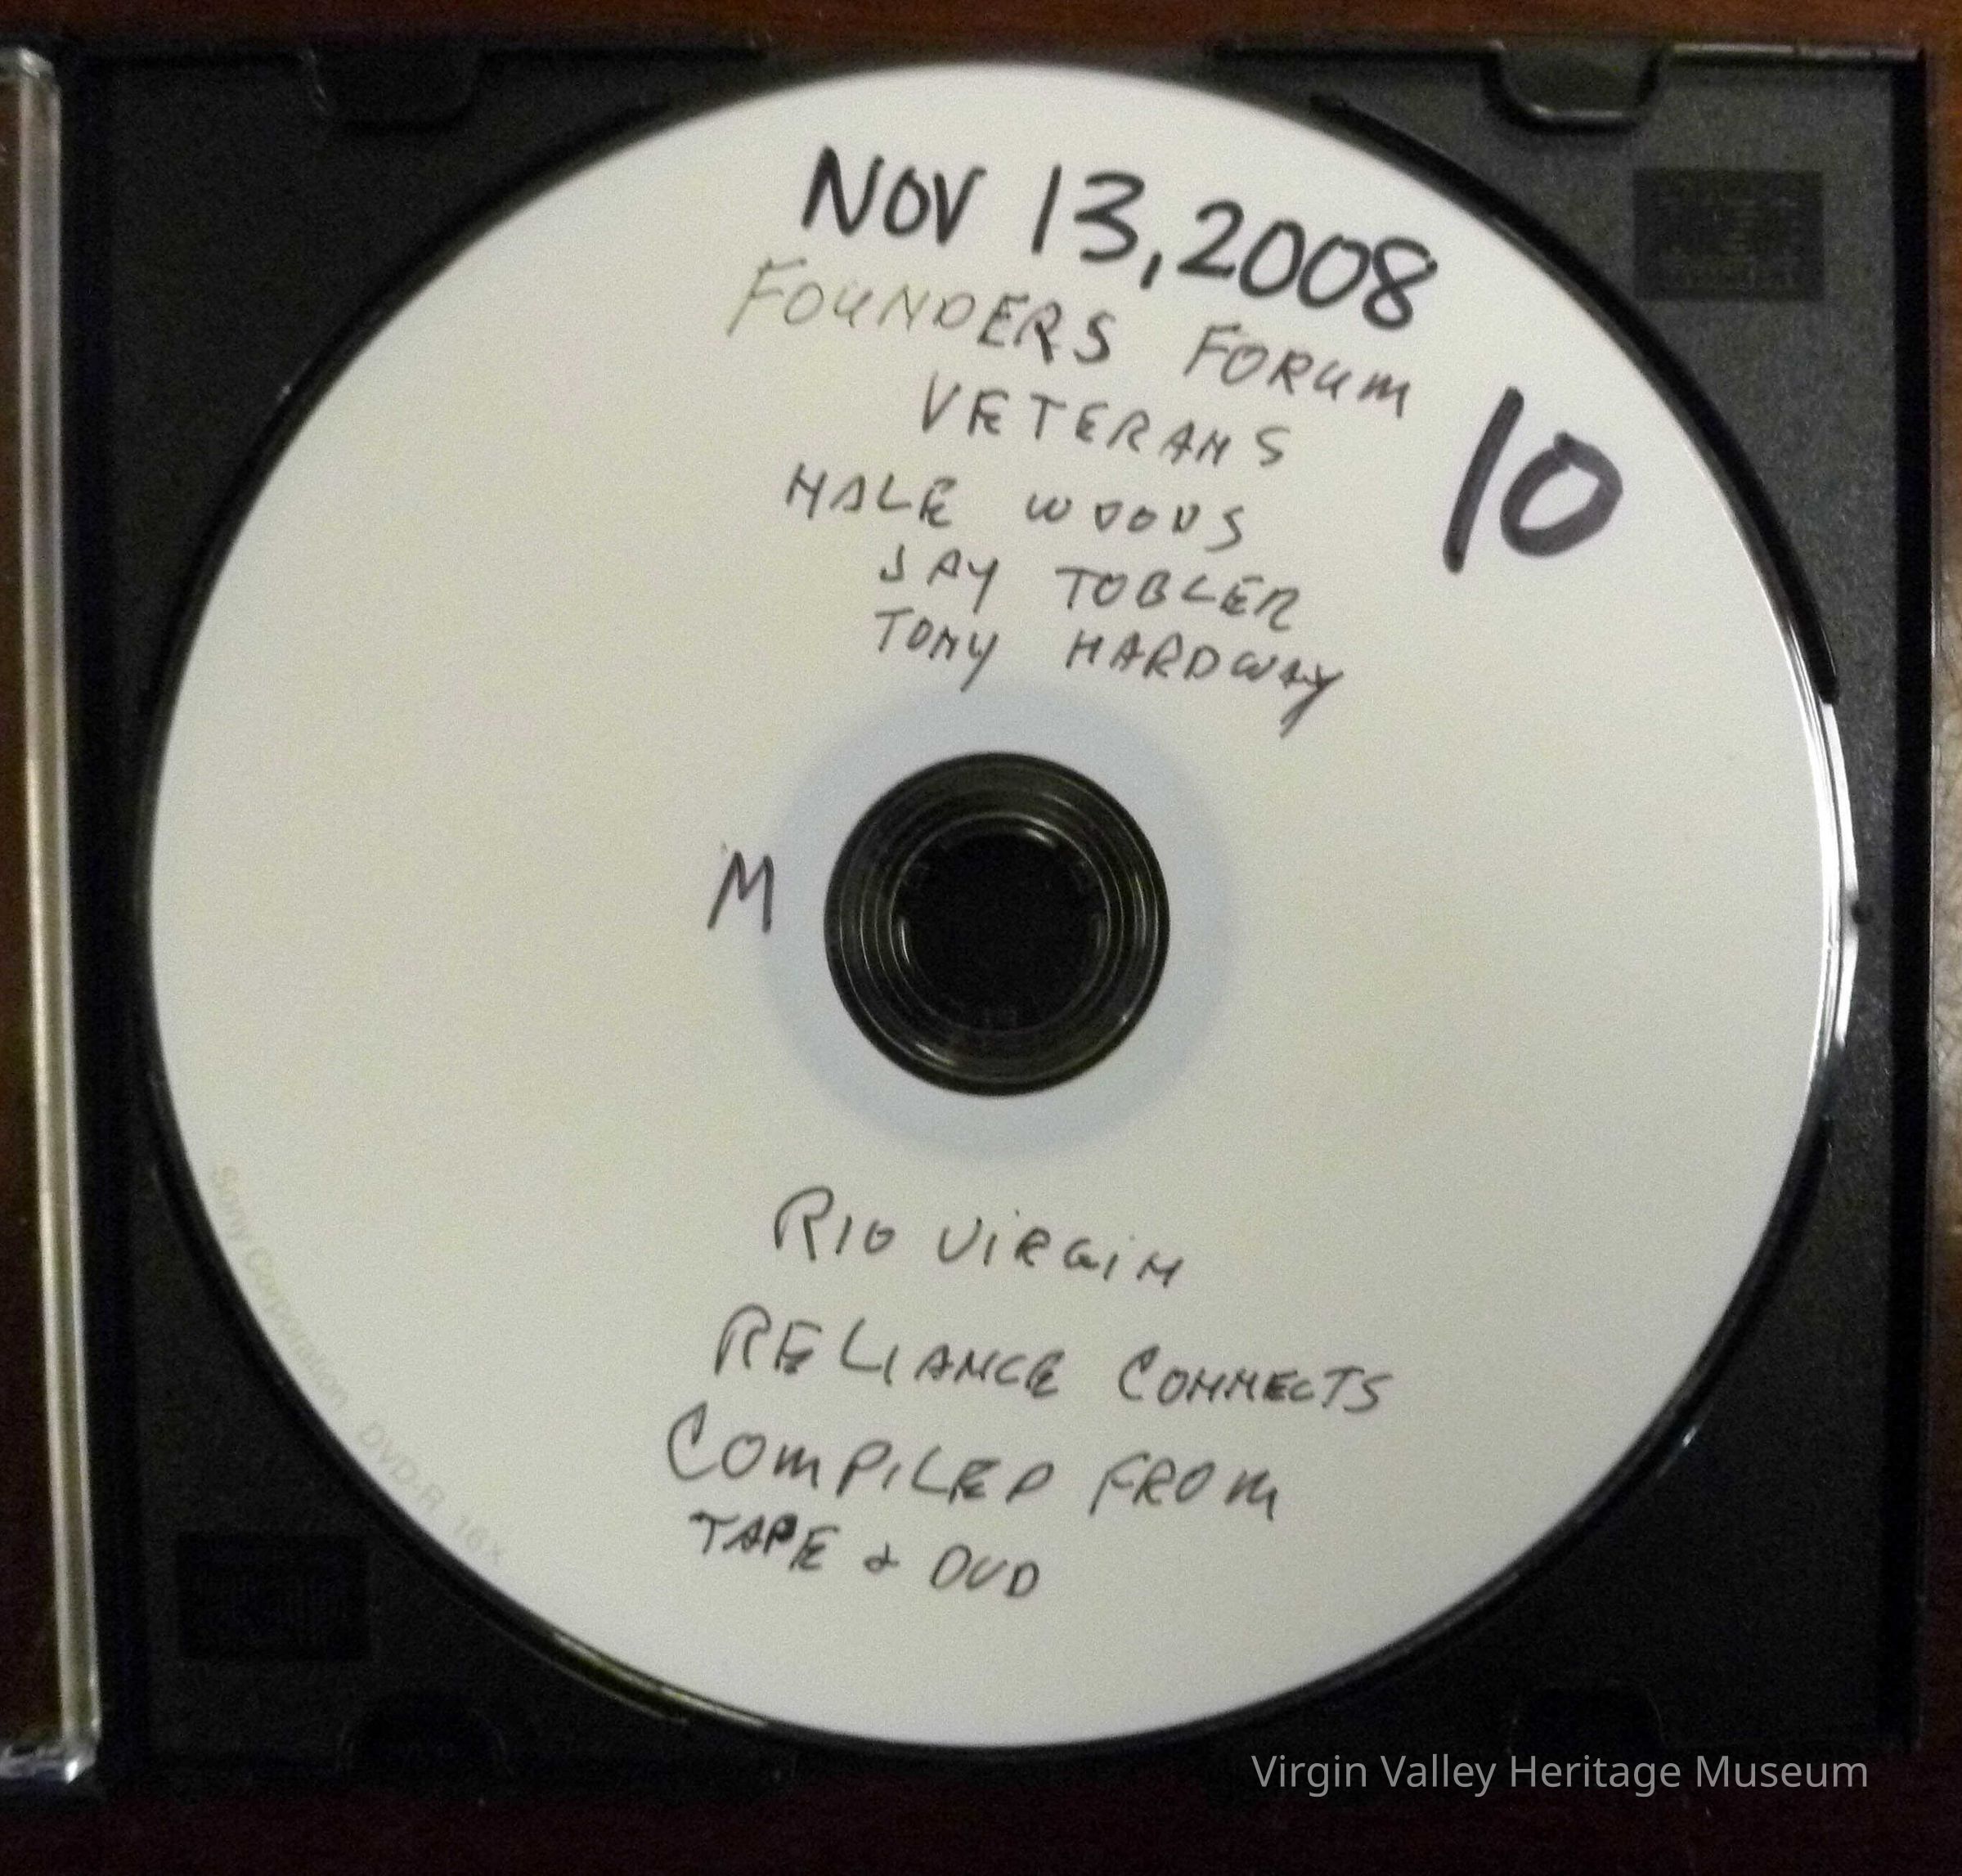 NOV 13,2008
FOUNDERS FORUM
VETERANS
10
HALE WOODS
JAY TOBLER
TONY HARDWAY
M
RIO VIRGIN
RELIANCE CONNECTS
COMPILED FROM
TAPE & DVD
Sony Corporation DVD-R 16x
Virgin Valley Heritage Museum